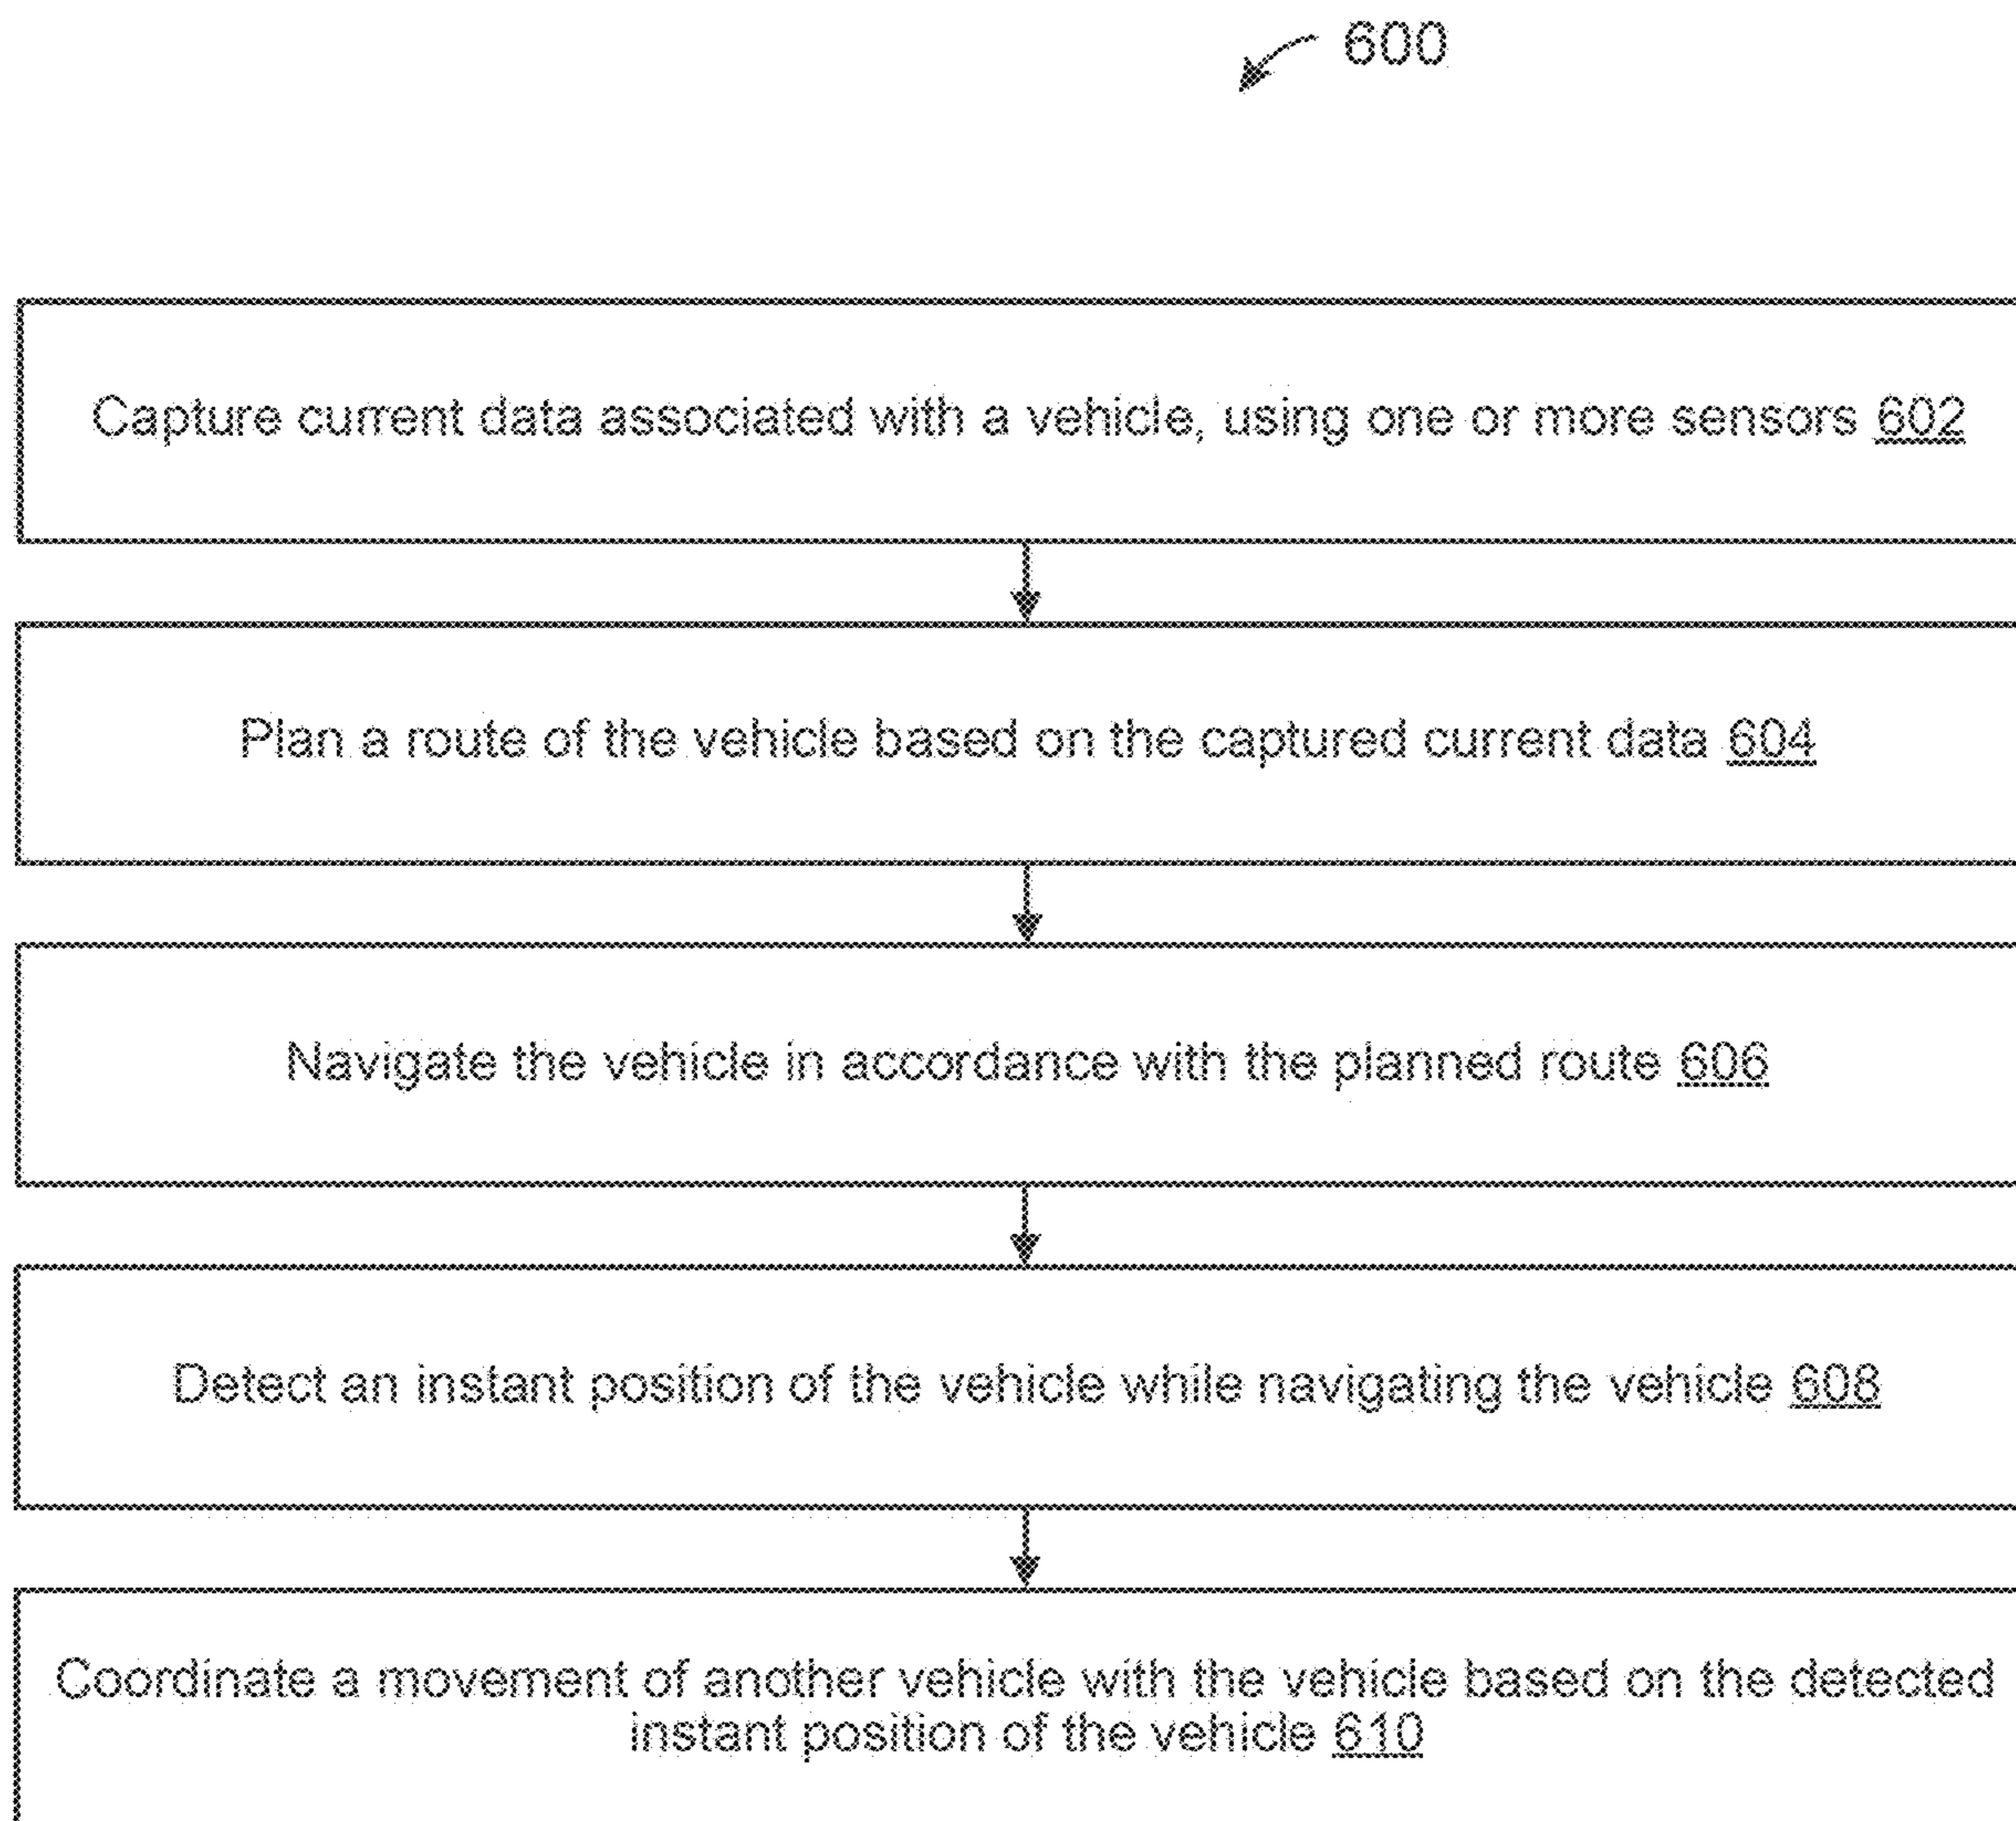 600
Capture current data associated with a vehicle, using one or more sensors 602
Plan a route of the vehicle based on the captured current data 604
Navigate the vehicle in accordance with the planned route 606
Detect an instant position of the vehicle while navigating the vehicle 608
Coordinate a movement of another vehicle with the vehicle based on the detected
instant position of the vehicle 610